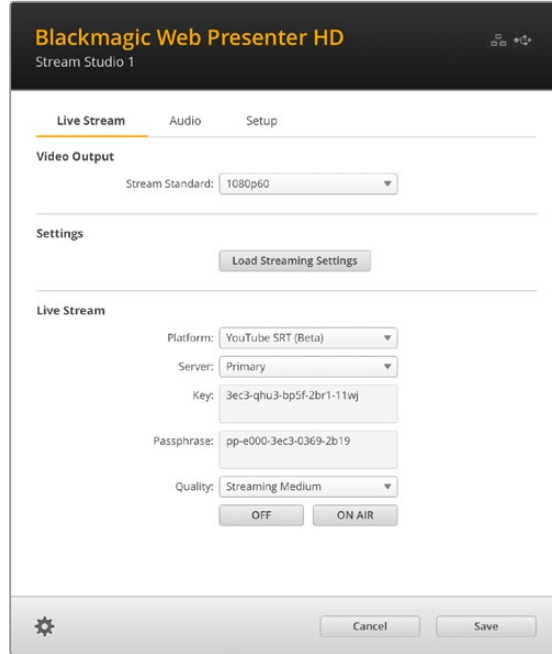 Blackmagic Web Presenter HD
Stream Studio 1
Live Stream Audio Setup
Video Output
Stream Standard: 1080p60
Settings
Load Streaming Settings
Live Stream
Platform: YouTube SRT (Beta)
Server: Primary
Key: 3ec3-qhu3-bp5f-2br1-11wj
Passphrase: pp-e000-3ec3-0369-2b19
Quality: Streaming Medium
OFF ON AIR
Cancel Save